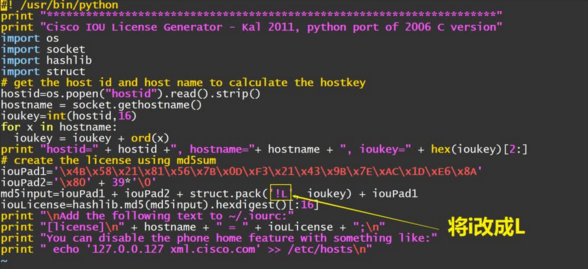 #! /usr/bin/python
print "*********************************************************************"
print "Cisco IOU License Generator - Kal 2011, python port of 2006 C version"
import os
import socket
import hashlib
import struct
# get the host id and host name to calculate the hostkey
hostid=os.popen("hostid").read().strip()
hostname = socket.gethostname()
ioukey=int(hostid,16)
for x in hostname:
  ioukey = ioukey + ord(x)
print "hostid=" + hostid +", hostname="+ hostname + ", ioukey=" + hex(ioukey)[2:]
# create the license using md5sum
iouPad1='\x4B\x58\x21\x81\x56\x7B\x0D\xF3\x21\x43\x9B\x7E\xAC\x1D\xE6\x8A'
iouPad2='\x80' + 39*'\0'
md5input=iouPad1 + iouPad2 + struct.pack('!L', ioukey) + iouPad1
iouLicense=hashlib.md5(md5input).hexdigest()[:16]
将i改成L
print "\nAdd the following text to ~/.iourc:"
print "[license]\n" + hostname + " = " + iouLicense + ";\n"
print "You can disable the phone home feature with something like:"
print " echo '127.0.0.127 xml.cisco.com' >> /etc/hosts\n"
~